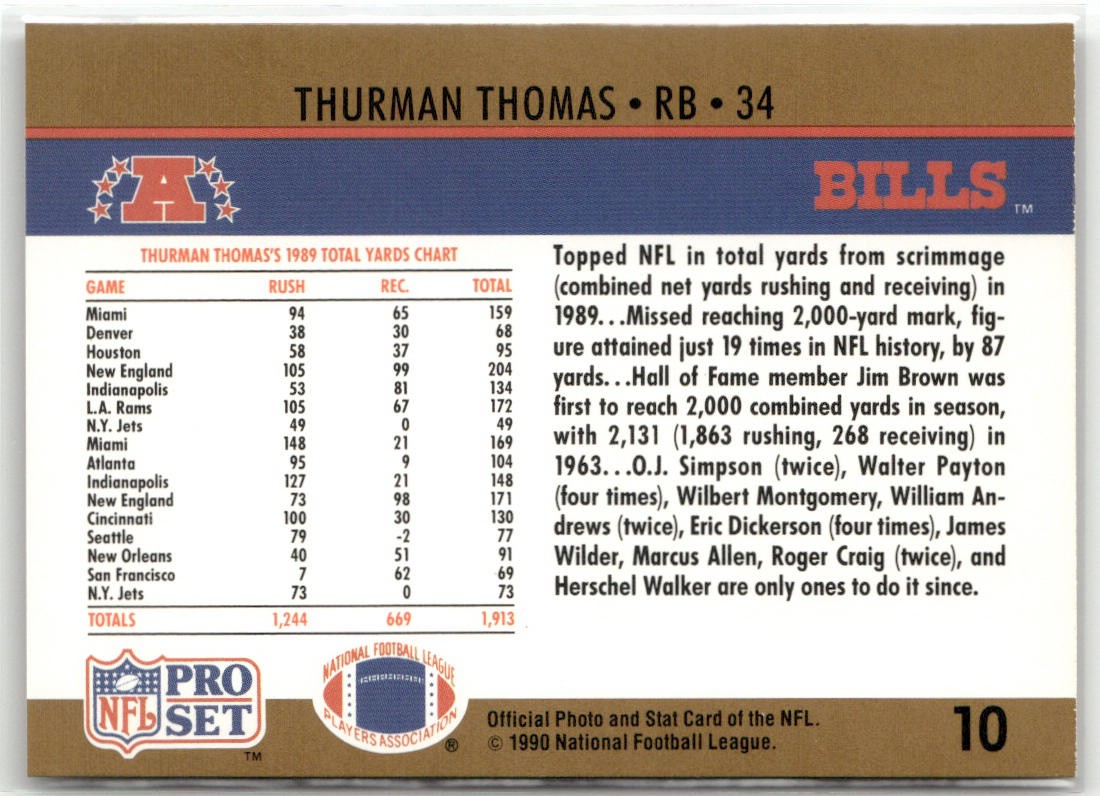 THURMAN THOMAS • RB • 34
A
BILLS
TM
THURMAN THOMAS'S 1989 TOTAL YARDS CHART
GAME RUSH REC. TOTAL
Miami 94 65 159
Denver 38 30 68
Houston 58 37 95
New England 105 99 204
Indianapolis 53 81 134
L.A. Rams 105 67 172
N.Y. Jets 49 0 49
Miami 148 21 169
Atlanta 95 9 104
Indianapolis 127 21 148
New England 73 98 171
Cincinnati 100 30 130
Seattle 79 -2 77
New Orleans 40 51 91
San Francisco 7 62 69
N.Y. Jets 73 0 73
TOTALS 1,244 669 1,913
Topped NFL in total yards from scrimmage
(combined net yards rushing and receiving) in
1989...Missed reaching 2,000-yard mark, fig-
ure attained just 19 times in NFL history, by 87
yards...Hall of Fame member Jim Brown was
first to reach 2,000 combined yards in season,
with 2,131 (1,863 rushing, 268 receiving) in
1963...O.J. Simpson (twice), Walter Payton
(four times), Wilbert Montgomery, William An-
drews (twice), Eric Dickerson (four times), James
Wilder, Marcus Allen, Roger Craig (twice), and
Herschel Walker are only ones to do it since.
NFL
PRO
SET
TM
NATIONAL FOOTBALL LEAGUE
PLAYERS ASSOCIATION
®
Official Photo and Stat Card of the NFL.
© 1990 National Football League.
10